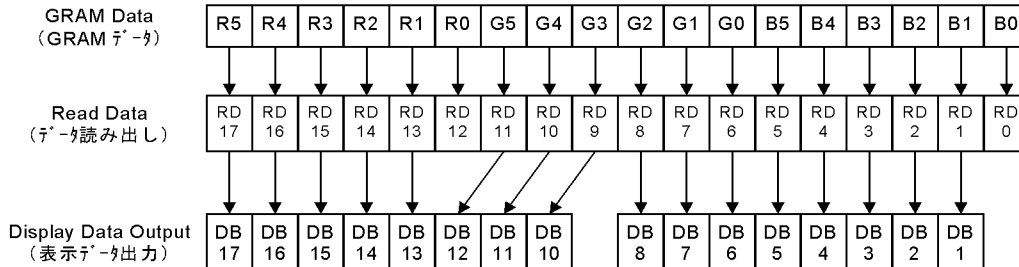 GRAM Data R5 R4 R3 R2 R1 R0 G5 G4 G3 G2 G1 G0 B5 B4 B3 B2 B1 B0
（GRAM データ）
Read Data RD RD RD RD RD RD RD RD RD RD RD RD RD RD RD RD RD RD
（データ読み出し） 17 16 15 14 13 12 11 10 9 8 7 6 5 4 3 2 1 0
Display Data Output DB DB DB DB DB DB DB DB DB DB DB DB DB DB DB DB
（表示データ出力） 17 16 15 14 13 12 11 10 8 7 6 5 4 3 2 1